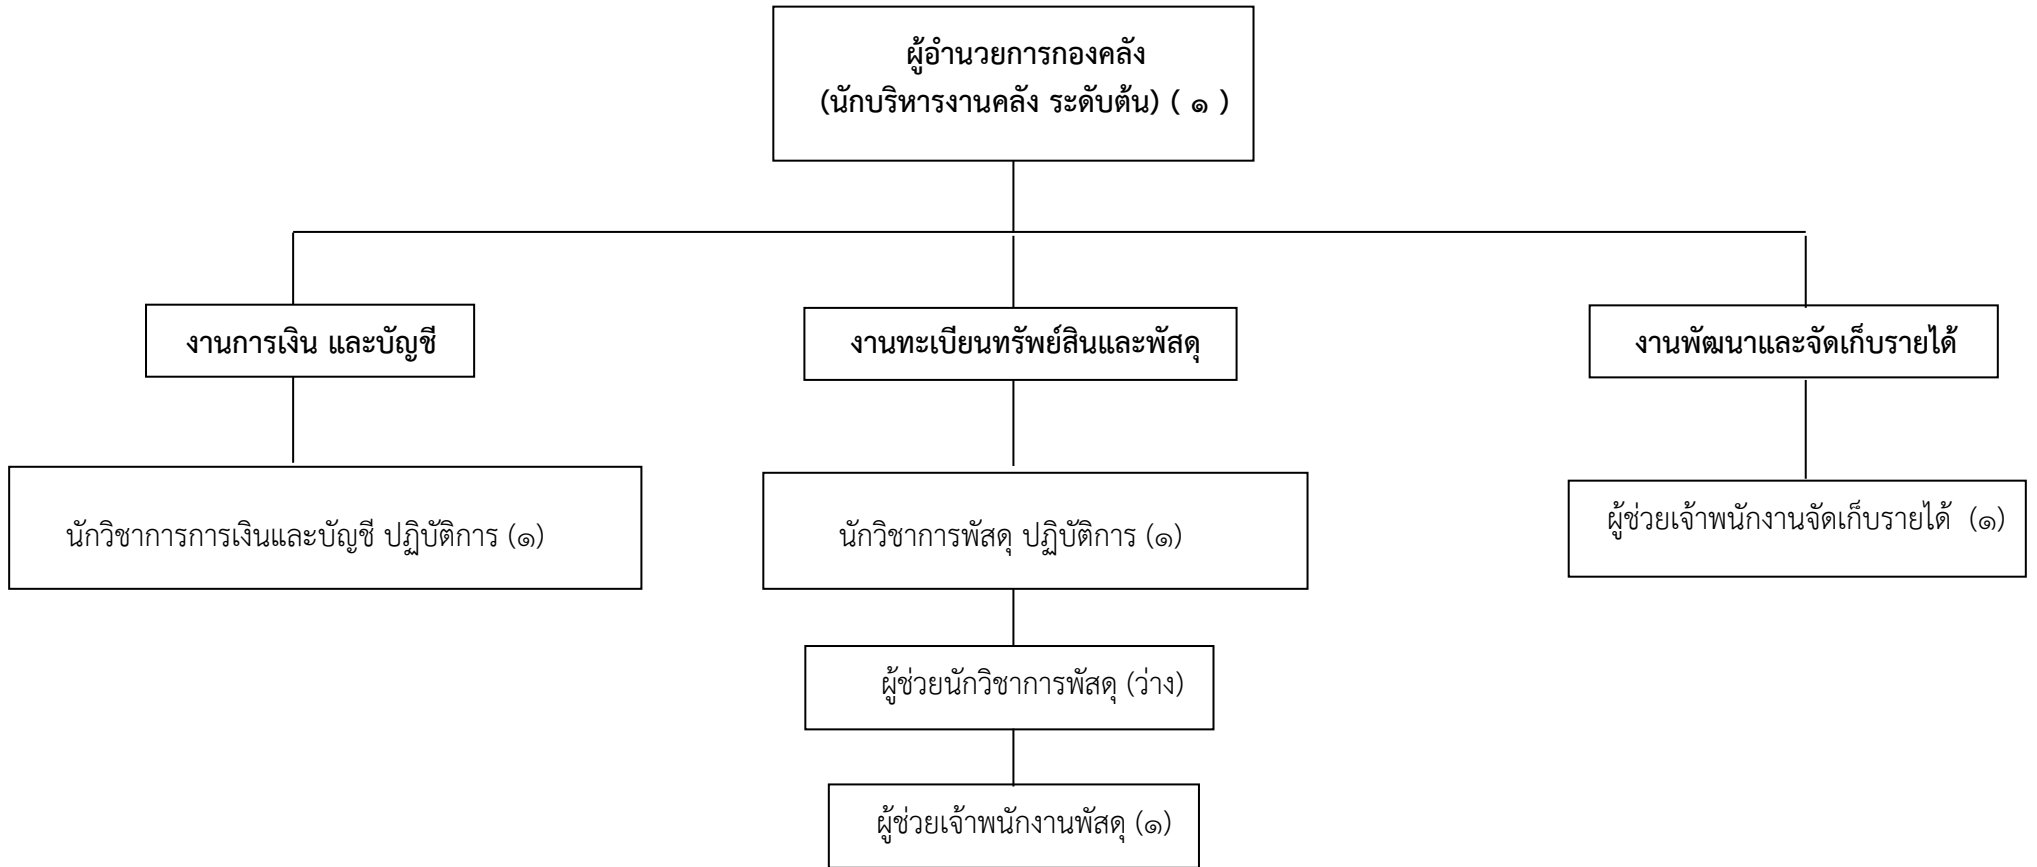 ผู้อำนวยการกองคลัง
(นักบริหารงานคลัง ระดับต้น) ( ๑ )
งานการเงิน และบัญชี
งานทะเบียนทรัพย์สินและพัสดุ
งานพัฒนาและจัดเก็บรายได้
นักวิชาการการเงินและบัญชี ปฏิบัติการ (๑)
นักวิชาการพัสดุ ปฏิบัติการ (๑)
ผู้ช่วยเจ้าพนักงานจัดเก็บรายได้ (๑)
ผู้ช่วยนักวิชาการพัสดุ (ว่าง)
ผู้ช่วยเจ้าพนักงานพัสดุ (๑)